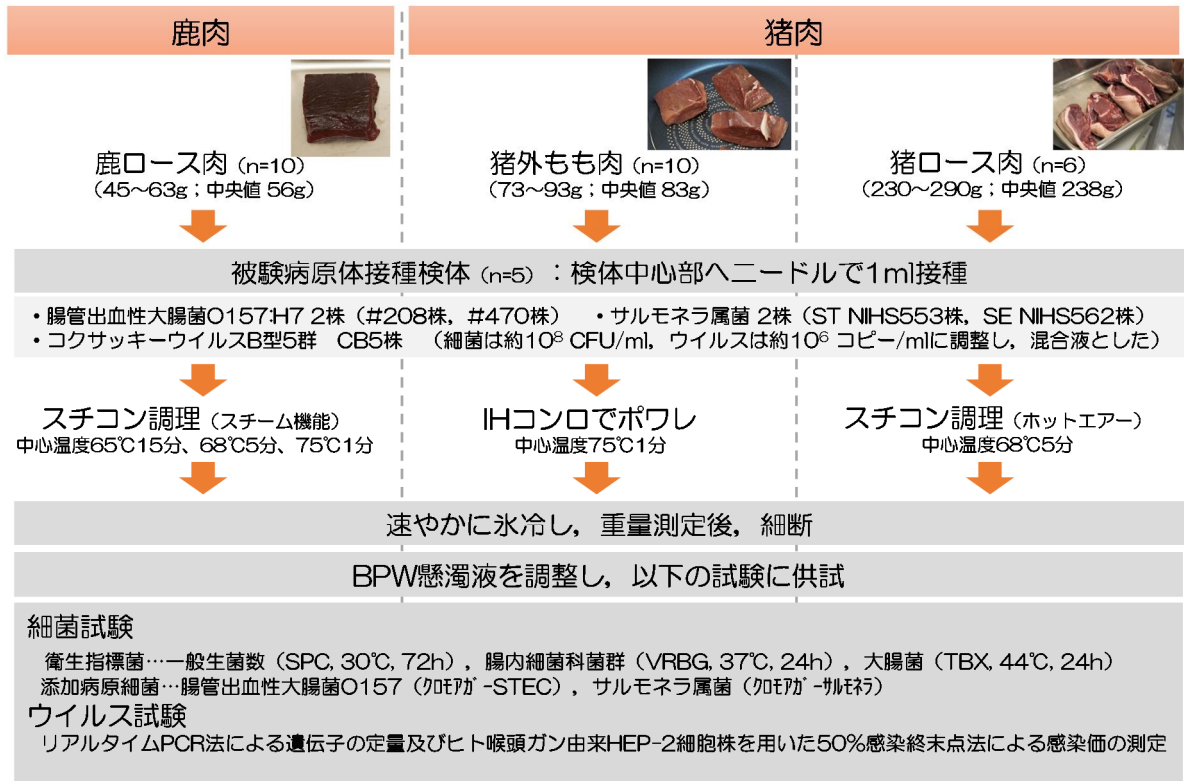 鹿肉
猪肉
鹿ロース肉 (n=10)
(45～63g；中央値 56g)
猪外もも肉 (n=10)
(73～93g；中央値 83g)
猪ロース肉 (n=6)
(230～290g；中央値 238g)
被験病原体接種検体 (n=5) ：検体中心部へニードルで1ml接種
・腸管出血性大腸菌O157:H7 2株（#208株，#470株） ・サルモネラ属菌 2株（ST NIHS553株，SE NIHS562株）
・コクサッキーウイルスB型5群 CB5株 （細菌は約10⁸ CFU/ml，ウイルスは約10⁶ コピー/mlに調整し，混合液とした）
スチコン調理（スチーム機能）
中心温度65℃15分、68℃5分、75℃1分
IHコンロでポワレ
中心温度75℃1分
スチコン調理（ホットエアー）
中心温度68℃5分
速やかに氷冷し，重量測定後，細断
BPW懸濁液を調整し，以下の試験に供試
細菌試験
衛生指標菌…一般生菌数（SPC, 30℃, 72h），腸内細菌科菌群（VRBG, 37℃, 24h），大腸菌（TBX, 44℃, 24h）
添加病原細菌…腸管出血性大腸菌O157（ｸﾛﾓｱｶﾞｰSTEC），サルモネラ属菌（ｸﾛﾓｱｶﾞｰｻﾙﾓﾈﾗ）
ウイルス試験
リアルタイムPCR法による遺伝子の定量及びヒト喉頭ガン由来HEP-2細胞株を用いた50%感染終末点法による感染価の測定